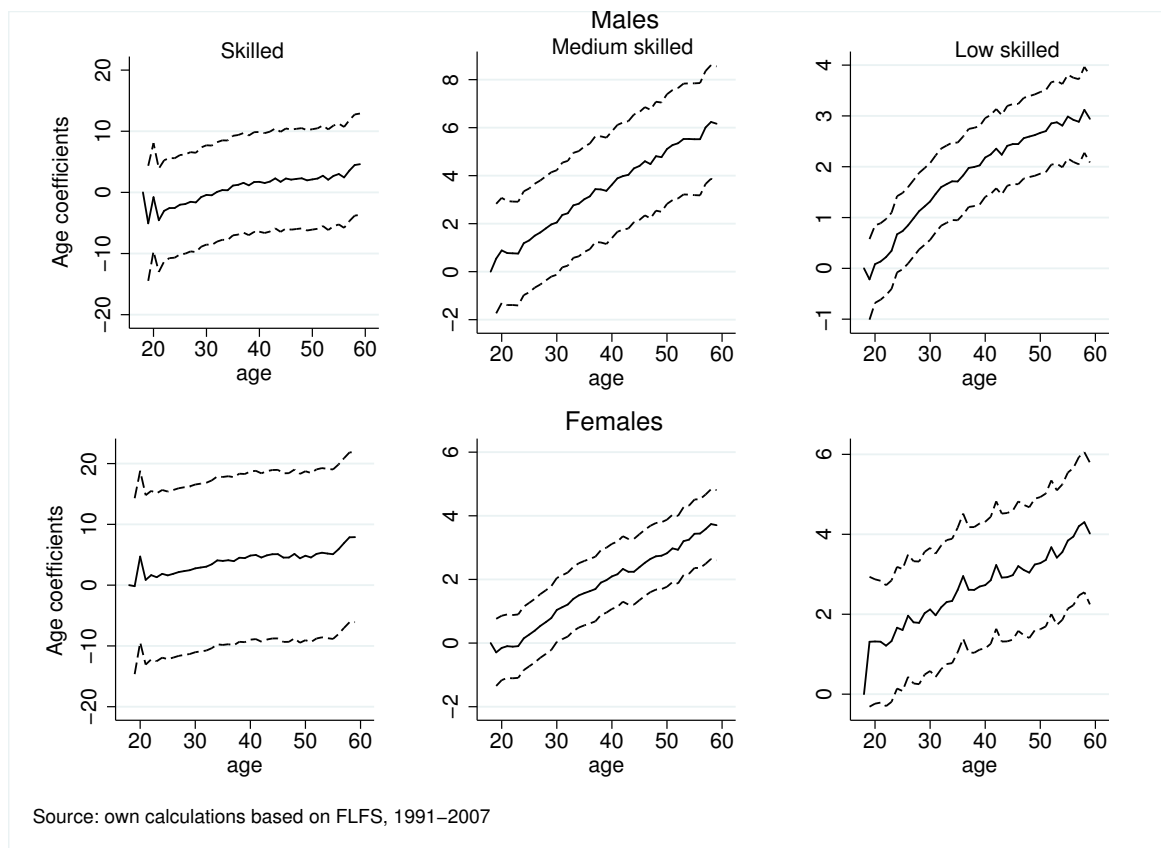 Males
Skilled
Medium skilled
Low skilled
Age coefficients
20
10
0
−10
−20
20 30 40 50 60
age
8
6
4
2
0
−2
20 30 40 50 60
age
4
3
2
1
0
−1
20 30 40 50 60
age
Females
Age coefficients
20
10
0
−10
−20
20 30 40 50 60
age
6
4
2
0
−2
20 30 40 50 60
age
6
4
2
0
20 30 40 50 60
age
Source: own calculations based on FLFS, 1991−2007